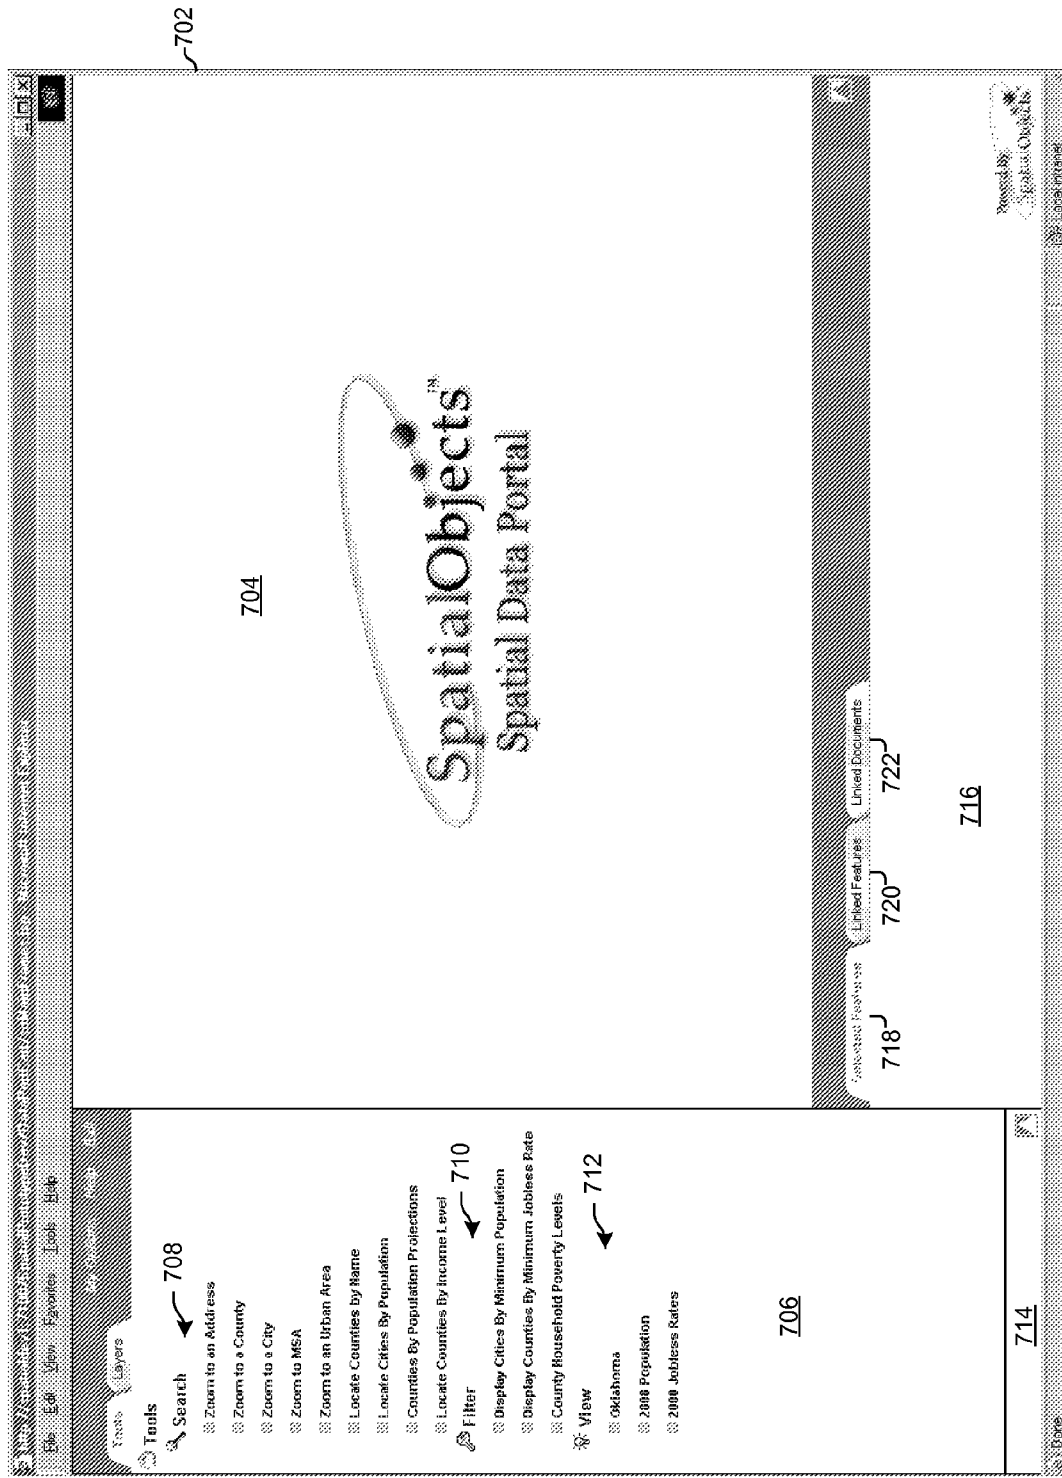 File Edit View Favorites Tools Help
702
Tools Layers
Tools
Search
708
Zoom to an Address
Zoom to a County
Zoom to a City
Zoom to MSA
Zoom to an Urban Area
Locate Counties by Name
Locate Cities By Population
Counties By Population Projections
Locate Counties By Income Level
Filter
710
Display Cities By Minimum Population
Display Counties By Minimum Jobless Rate
County Household Poverty Levels
View
712
Oklahoma
2000 Population
2000 Jobless Rates
706
714
704
SpatialObjects™
Spatial Data Portal
Selected Features Linked Features Linked Documents
718 720 722
716
Powered By
Spatial Objects
Done
Local intranet